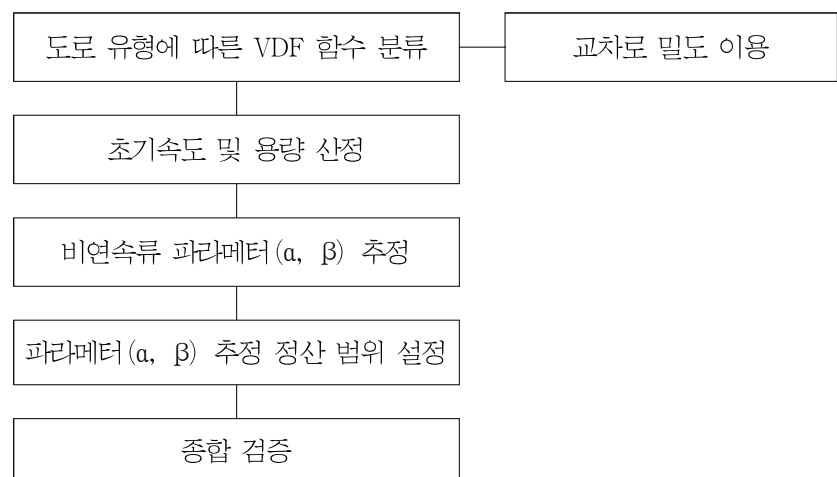 도로 유형에 따른 VDF 함수 분류
교차로 밀도 이용
초기속도 및 용량 산정
비연속류 파라메터(α, β) 추정
파라메터(α, β) 추정 정산 범위 설정
종합 검증